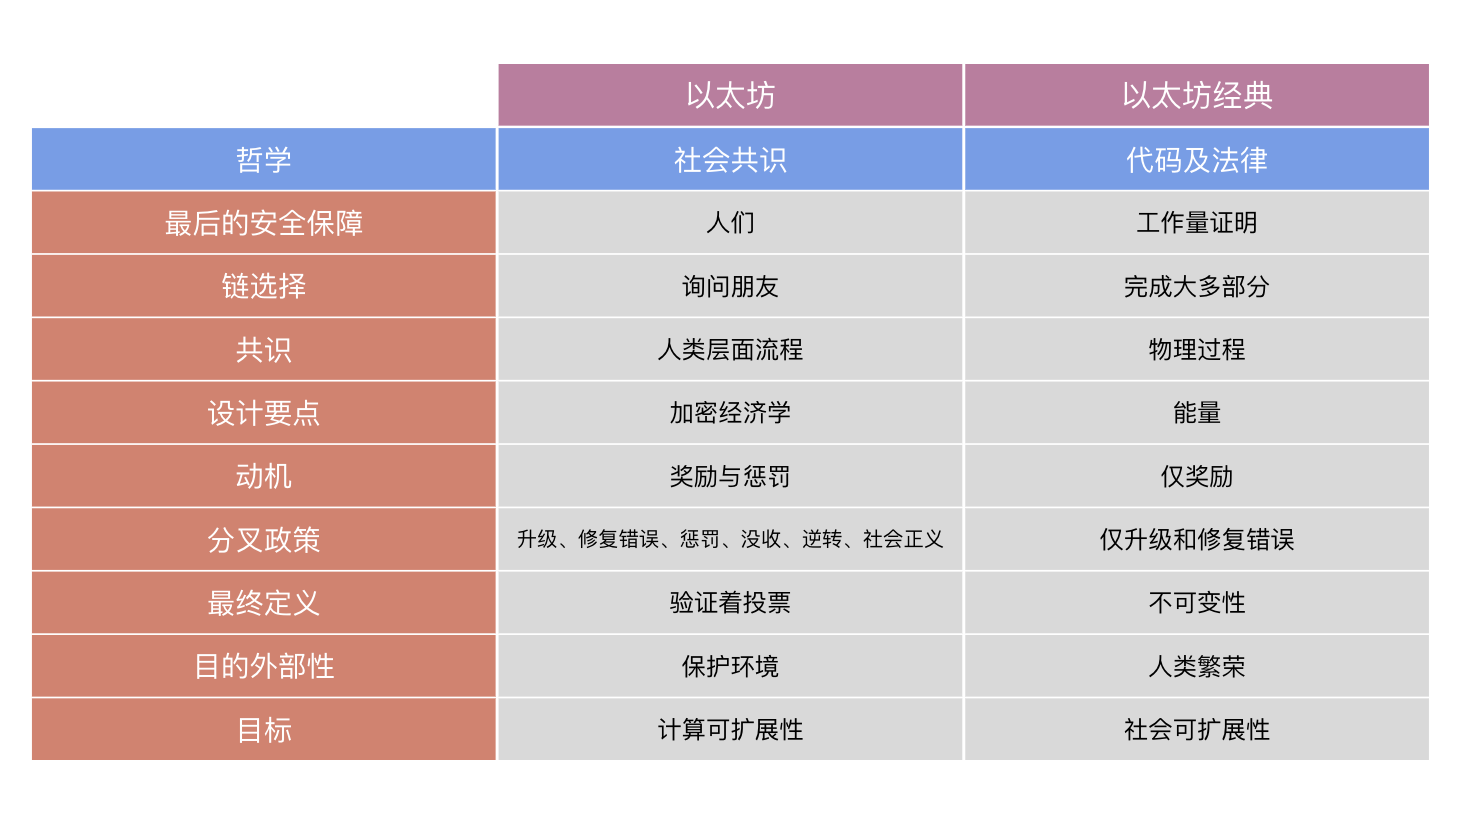 以太坊 以太坊经典
哲学 社会共识 代码及法律
最后的安全保障 人们 工作量证明
链选择 询问朋友 完成大多部分
共识 人类层面流程 物理过程
设计要点 加密经济学 能量
动机 奖励与惩罚 仅奖励
分叉政策 升级、修复错误、惩罚、没收、逆转、社会正义 仅升级和修复错误
最终定义 验证着投票 不可变性
目的外部性 保护环境 人类繁荣
目标 计算可扩展性 社会可扩展性